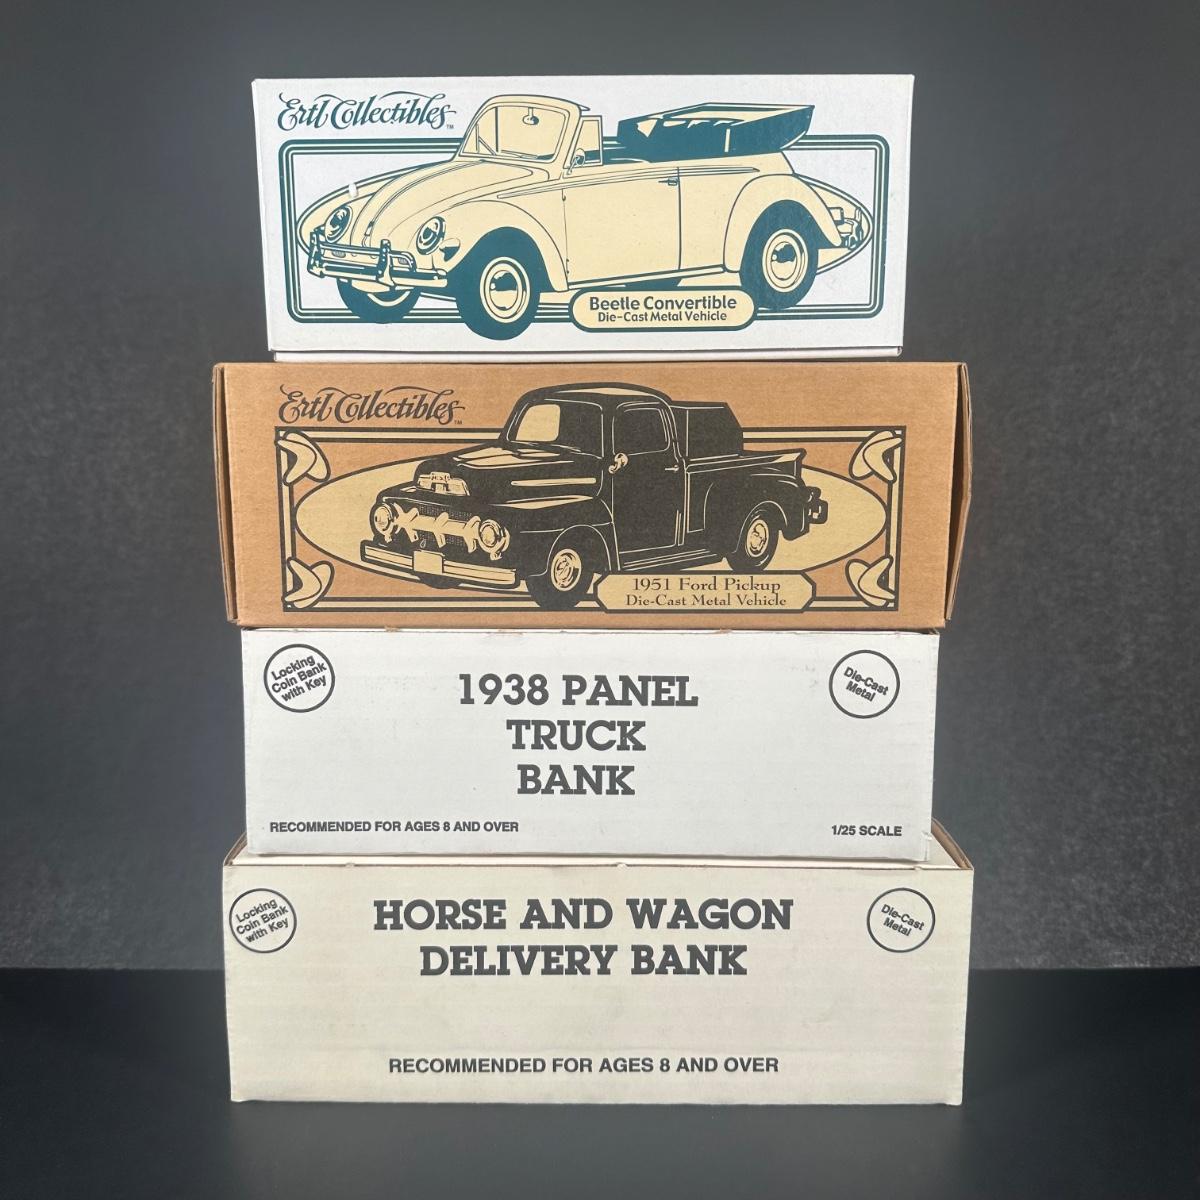 Ertl Collectibles™
Beetle Convertible
Die-Cast Metal Vehicle
Ertl Collectibles™
1951 Ford Pickup
Die-Cast Metal Vehicle
Locking
Coin Bank
with Key
1938 PANEL
TRUCK
BANK
Die-Cast
Metal
RECOMMENDED FOR AGES 8 AND OVER
1/25 SCALE
Locking
Coin Bank
with Key
HORSE AND WAGON
DELIVERY BANK
Die-Cast
Metal
RECOMMENDED FOR AGES 8 AND OVER